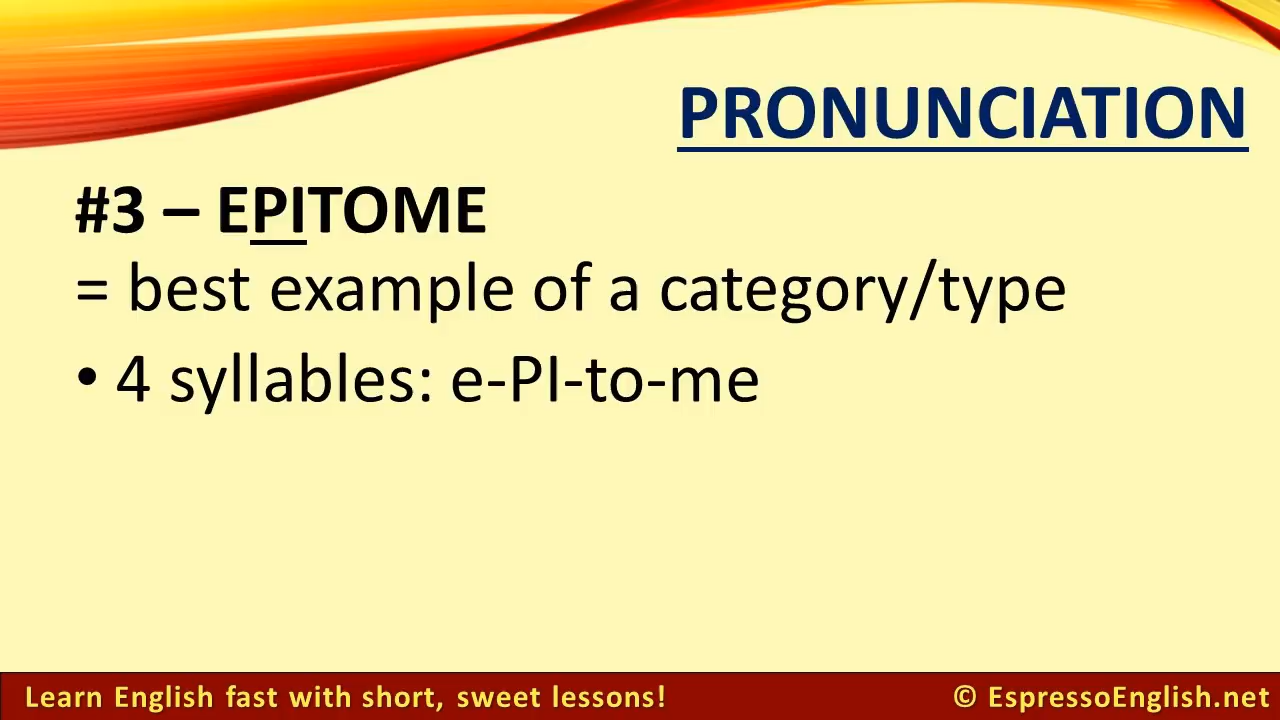 PRONUNCIATION
#3 – EPITOME
= best example of a category/type
• 4 syllables: e-PI-to-me
Learn English fast with short, sweet lessons!
© EspressoEnglish.net